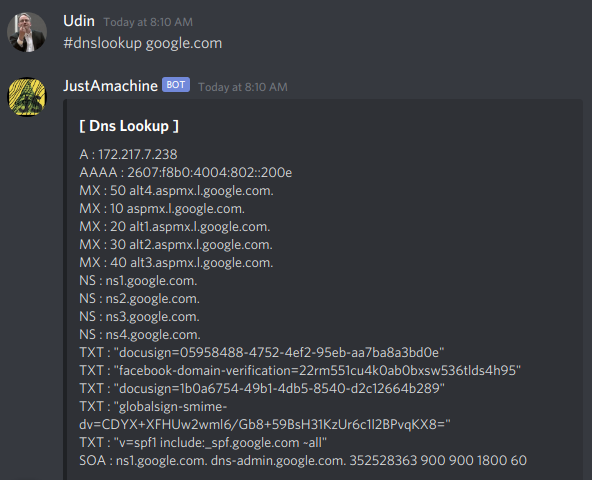 Udin Today at 8:10 AM
#dnslookup google.com
JustAmachine BOT Today at 8:10 AM
[ Dns Lookup ]
A : 172.217.7.238
AAAA : 2607:f8b0:4004:802::200e
MX : 50 alt4.aspmx.l.google.com.
MX : 10 aspmx.l.google.com.
MX : 20 alt1.aspmx.l.google.com.
MX : 30 alt2.aspmx.l.google.com.
MX : 40 alt3.aspmx.l.google.com.
NS : ns1.google.com.
NS : ns2.google.com.
NS : ns3.google.com.
NS : ns4.google.com.
TXT : "docusign=05958488-4752-4ef2-95eb-aa7ba8a3bd0e"
TXT : "facebook-domain-verification=22rm551cu4k0ab0bxsw536tlds4h95"
TXT : "docusign=1b0a6754-49b1-4db5-8540-d2c12664b289"
TXT : "globalsign-smime-
dv=CDYX+XFHUw2wml6/Gb8+59BsH31KzUr6c1l2BPvqKX8="
TXT : "v=spf1 include:_spf.google.com ~all"
SOA : ns1.google.com. dns-admin.google.com. 352528363 900 900 1800 60